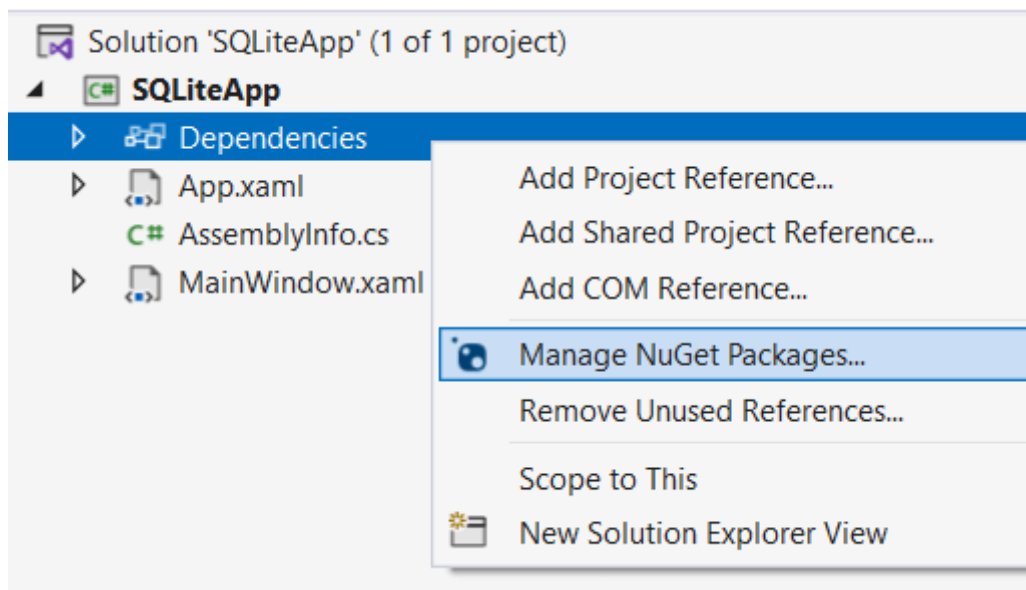 Solution 'SQLiteApp' (1 of 1 project)
C# SQLiteApp
Dependencies
App.xaml
C# AssemblyInfo.cs
MainWindow.xaml
Add Project Reference...
Add Shared Project Reference...
Add COM Reference...
Manage NuGet Packages...
Remove Unused References...
Scope to This
New Solution Explorer View